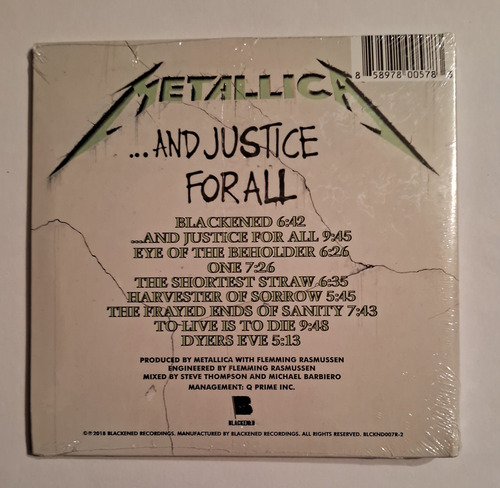 METALLICA
8 58978 00578 3
...AND JUSTICE
FOR ALL
BLACKENED 6:42
...AND JUSTICE FOR ALL 9:45
EYE OF THE BEHOLDER 6:26
ONE 7:26
THE SHORTEST STRAW 6:35
HARVESTER OF SORROW 5:45
THE FRAYED ENDS OF SANITY 7:43
TO LIVE IS TO DIE 9:48
DYERS EVE 5:13
PRODUCED BY METALLICA WITH FLEMMING RASMUSSEN
ENGINEERED BY FLEMMING RASMUSSEN
MIXED BY STEVE THOMPSON AND MICHAEL BARBIERO
MANAGEMENT: Q PRIME INC.
B
BLACKENED
©℗ 2018 BLACKENED RECORDINGS. MANUFACTURED BY BLACKENED RECORDINGS. ALL RIGHTS RESERVED. BLCKND007R-2